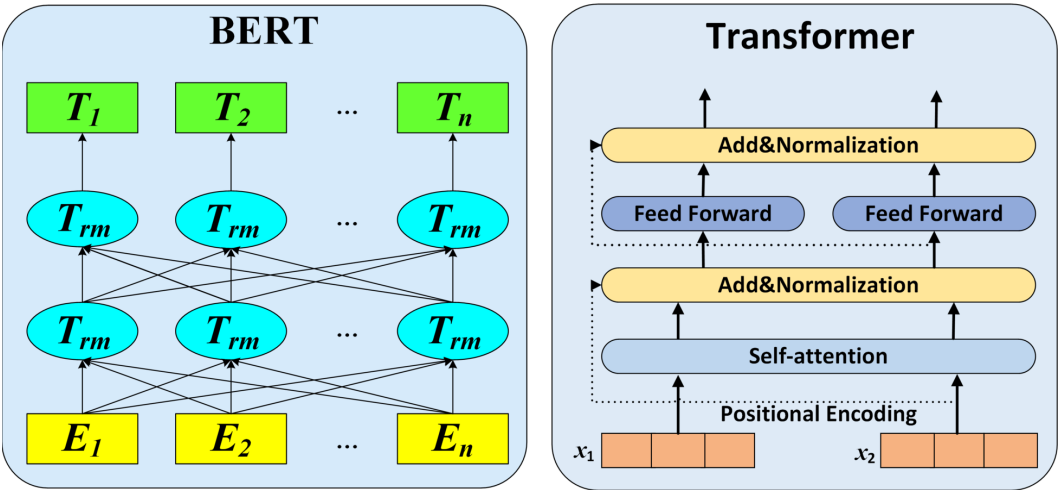 BERT
T1 T2 ... Tn
Trm Trm ... Trm
Trm Trm ... Trm
E1 E2 ... En
Transformer
Add&Normalization
Feed Forward Feed Forward
Add&Normalization
Self-attention
Positional Encoding
x1 x2